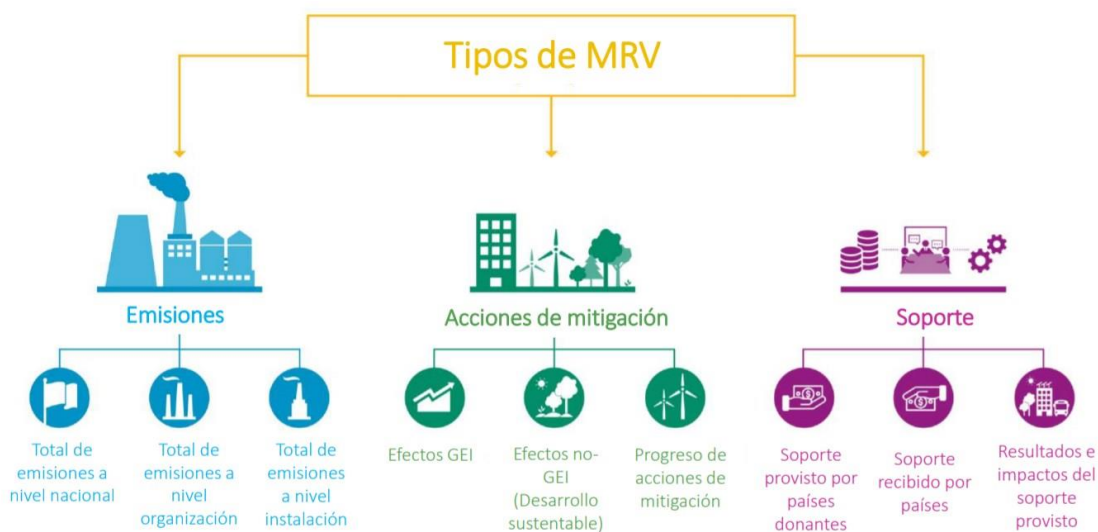 Tipos de MRV
Emisiones
Acciones de mitigación
Soporte
Total de
emisiones a
nivel nacional
Total de
emisiones a
nivel
organización
Total de
emisiones
a nivel
instalación
Efectos GEI
Efectos no-
GEI
(Desarrollo
sustentable)
Progreso de
acciones de
mitigación
Soporte
provisto por
países
donantes
Soporte
recibido por
países
Resultados e
impactos del
soporte
provisto